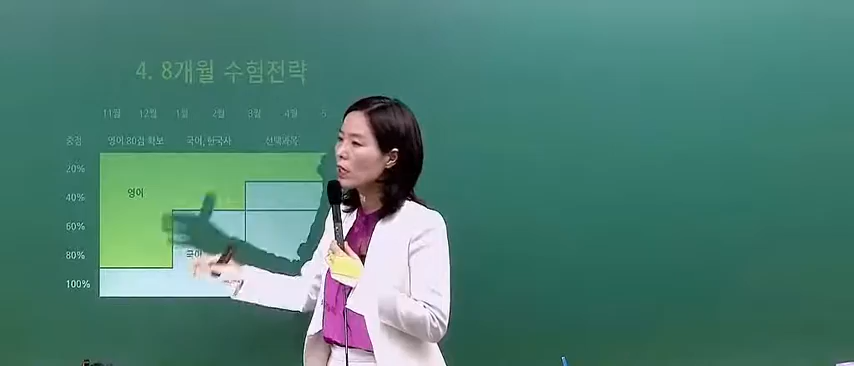 4. 8개월 수험전략
11월 12월 1월 2월 3월 4월 5
중점 영어 80점 확보 국어, 한국사 선택과목
20%
40% 영어
60%
80% 국어
100%